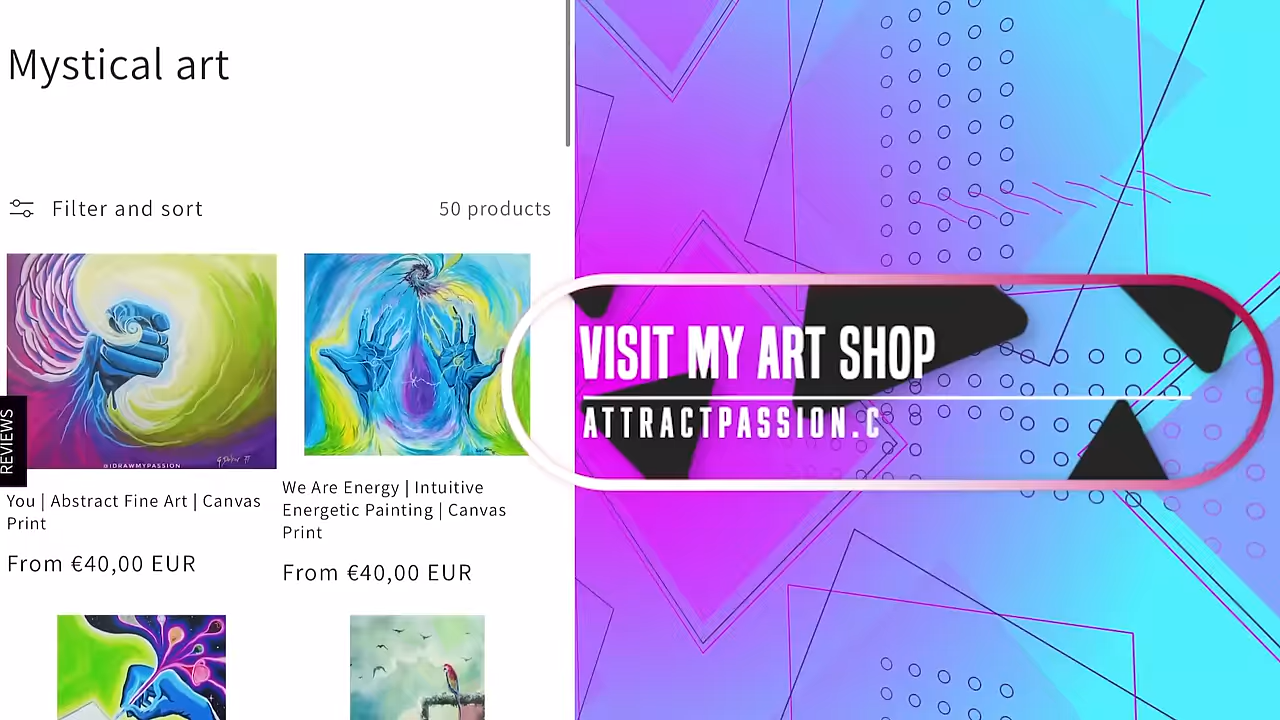 Mystical art
Filter and sort
50 products
@IDRAWMYPASSION
REVIEWS
You | Abstract Fine Art | Canvas
Print
From €40,00 EUR
We Are Energy | Intuitive
Energetic Painting | Canvas
Print
From €40,00 EUR
VISIT MY ART SHOP
ATTRACTPASSION.C